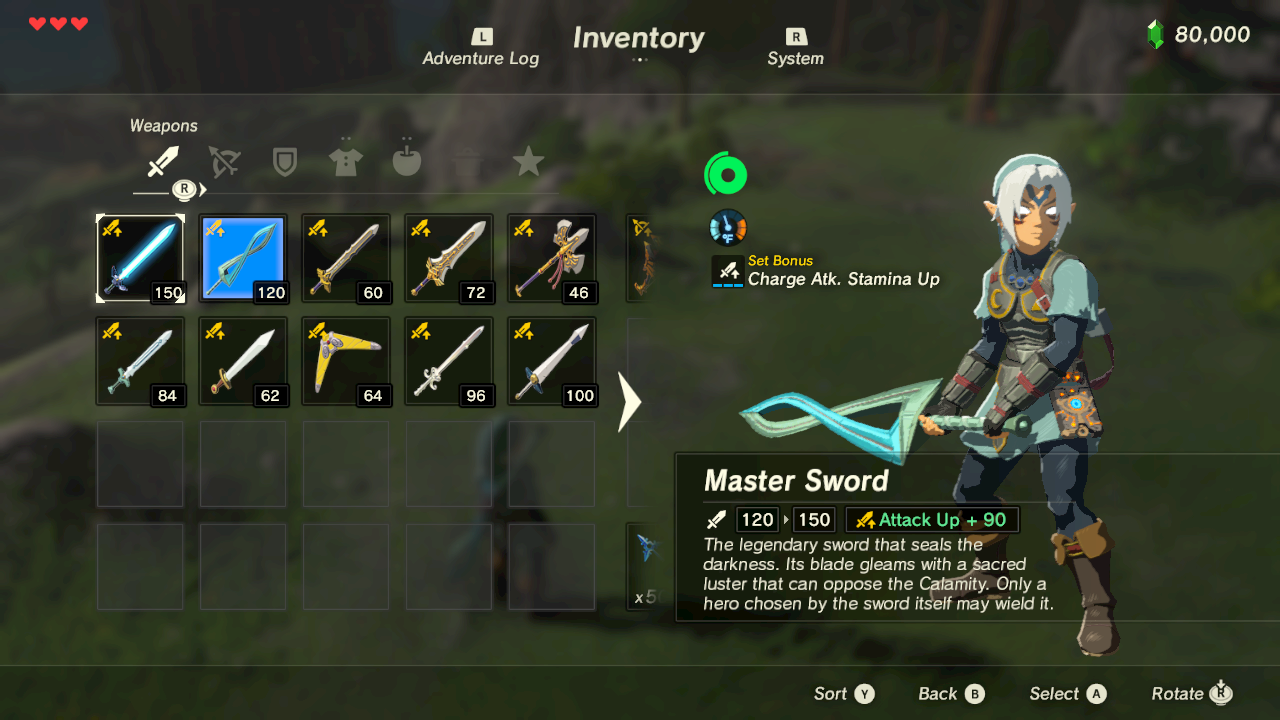 L
Adventure Log
Inventory
R
System
80,000
Weapons
R
150
120
60
72
46
84
62
64
96
100
x5
°F
Set Bonus
Charge Atk. Stamina Up
Master Sword
120 150 Attack Up + 90
The legendary sword that seals the
darkness. Its blade gleams with a sacred
luster that can oppose the Calamity. Only a
hero chosen by the sword itself may wield it.
Sort Y Back B Select A Rotate R